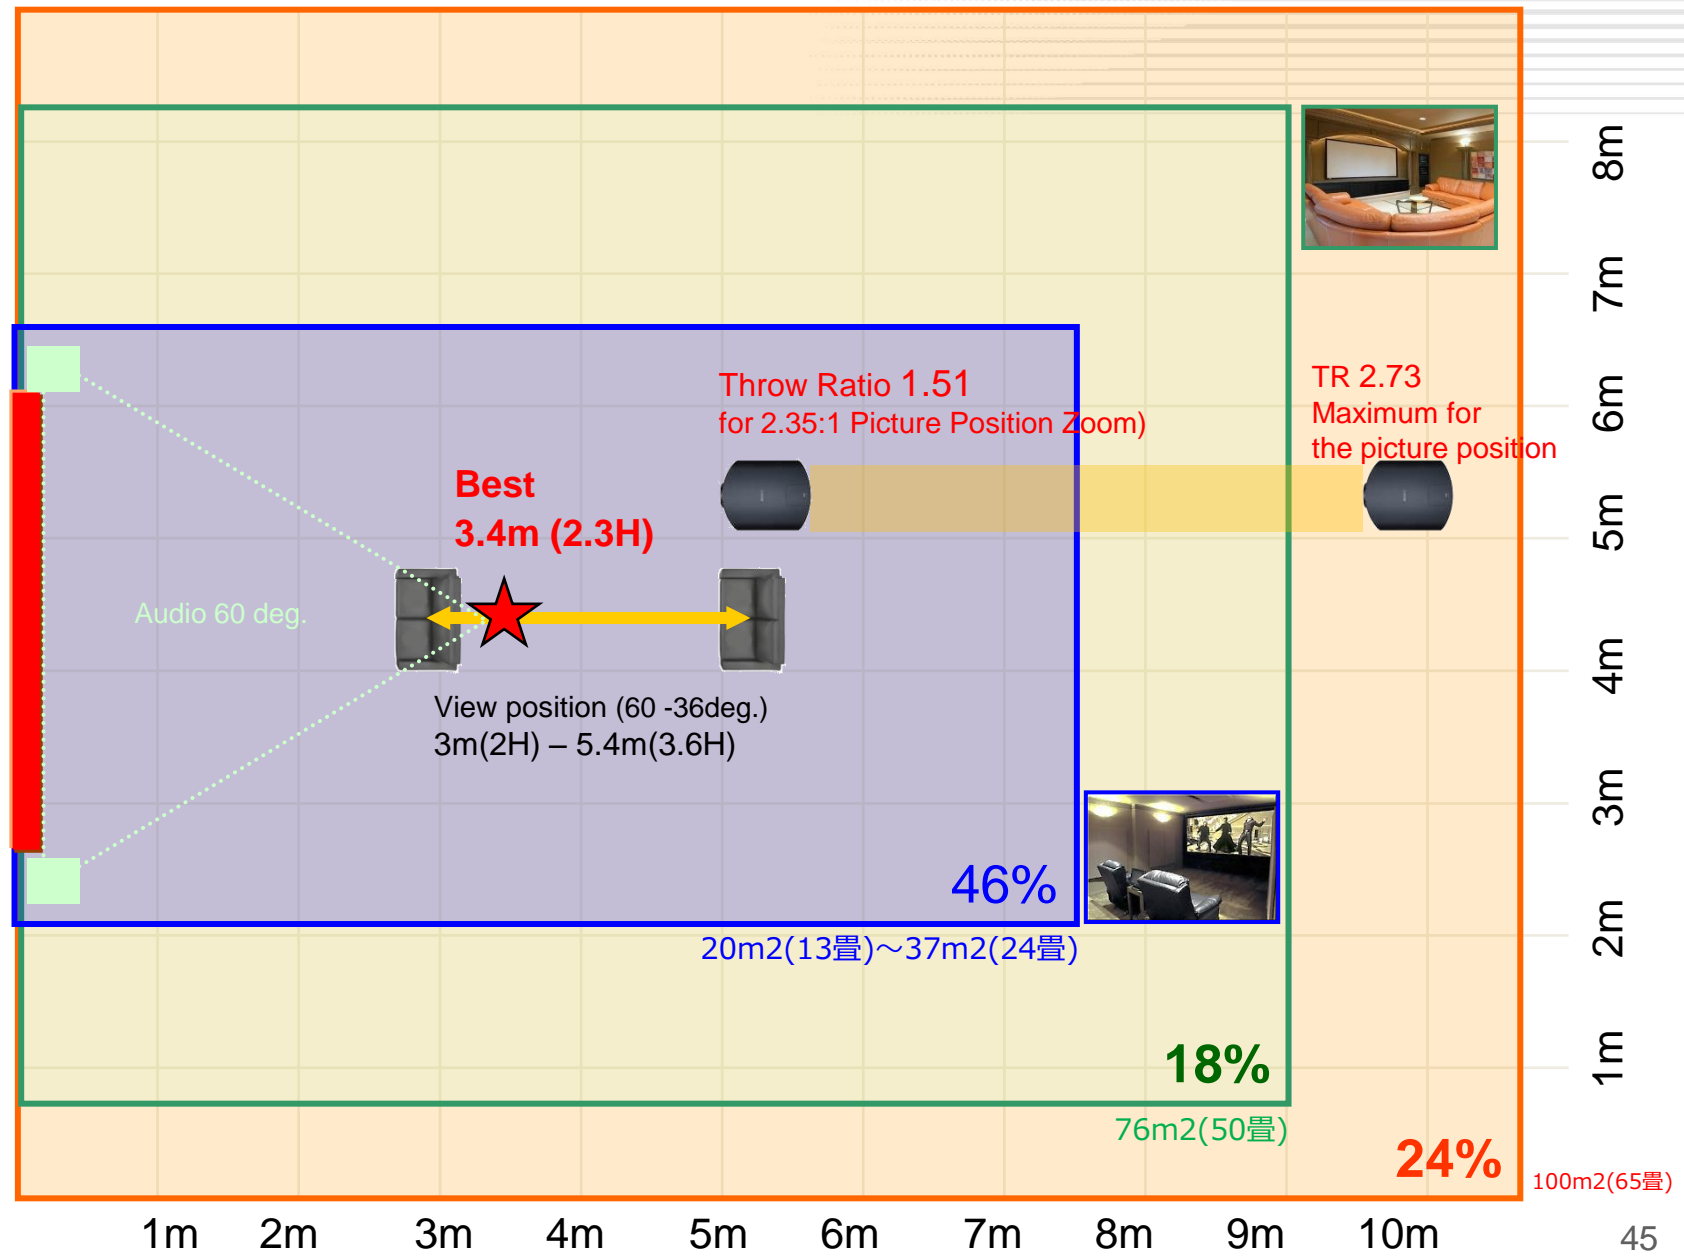 8m
7m
6m
5m
4m
3m
2m
1m
Throw Ratio 1.51
for 2.35:1 Picture Position Zoom)
TR 2.73
Maximum for
the picture position
Best
3.4m (2.3H)
Audio 60 deg.
View position (60 -36deg.)
3m(2H) – 5.4m(3.6H)
46%
20m2(13畳)～37m2(24畳)
18%
76m2(50畳)
24%
100m2(65畳)
1m 2m 3m 4m 5m 6m 7m 8m 9m 10m
45